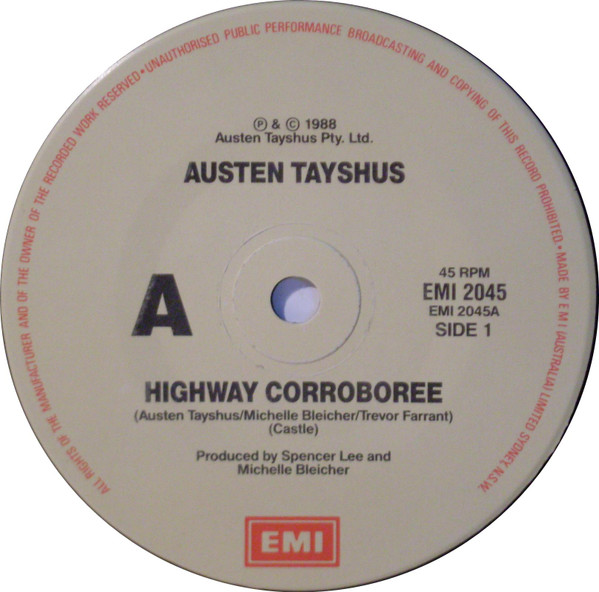 ALL RIGHTS OF THE MANUFACTURER AND OF THE OWNER OF THE RECORDED WORK RESERVED • UNAUTHORISED PUBLIC PERFORMANCE BROADCASTING AND COPYING OF THIS RECORD PROHIBITED. • MADE BY E M I (AUSTRALIA) LIMITED SYDNEY, N.S.W.
Ⓟ & © 1988
Austen Tayshus Pty. Ltd.
AUSTEN TAYSHUS
A
45 RPM
EMI 2045
EMI 2045A
SIDE 1
HIGHWAY CORROBOREE
(Austen Tayshus/Michelle Bleicher/Trevor Farrant)
(Castle)
Produced by Spencer Lee and
Michelle Bleicher
EMI